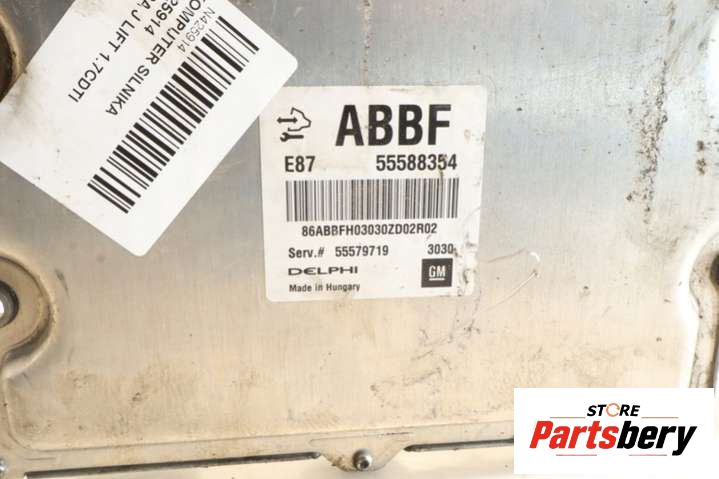 N425914
COMPUTER SILNIKA
25914
A J LIFT 1.7CDTI
ABBF
E87 55588354
86ABBFH03030ZD02R02
Serv.# 55579719 3030
DELPHI GM
Made in Hungary
STORE
Partsbery